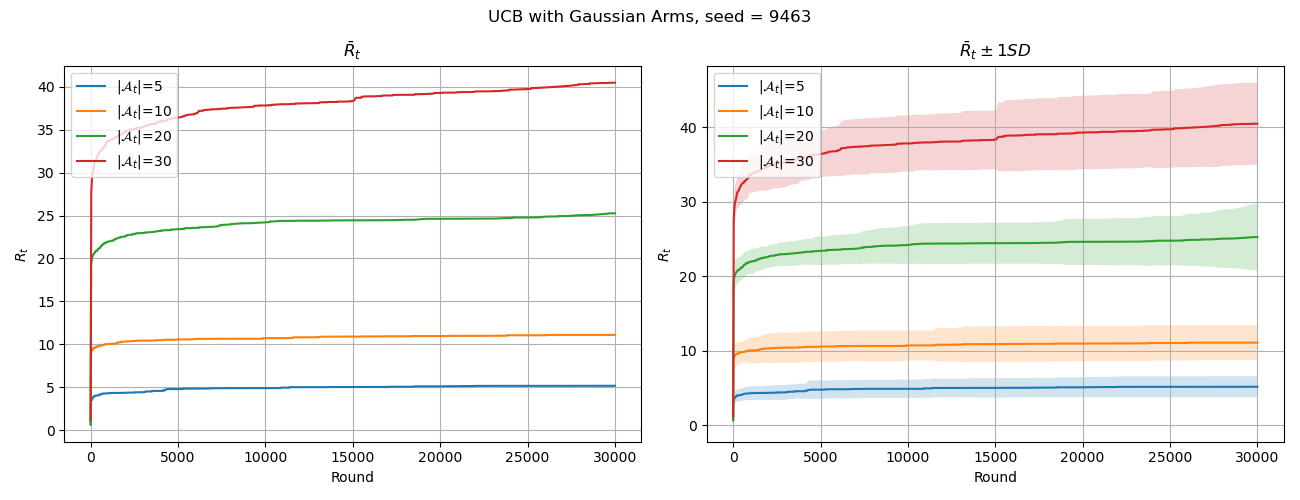 UCB with Gaussian Arms, seed = 9463
R̄ₜ
40
35
30
25
20
15
10
5
0
Rₜ
|𝒜ₜ|=5
|𝒜ₜ|=10
|𝒜ₜ|=20
|𝒜ₜ|=30
0 5000 10000 15000 20000 25000 30000
Round
R̄ₜ ± 1SD
40
30
20
10
0
Rₜ
|𝒜ₜ|=5
|𝒜ₜ|=10
|𝒜ₜ|=20
|𝒜ₜ|=30
0 5000 10000 15000 20000 25000 30000
Round